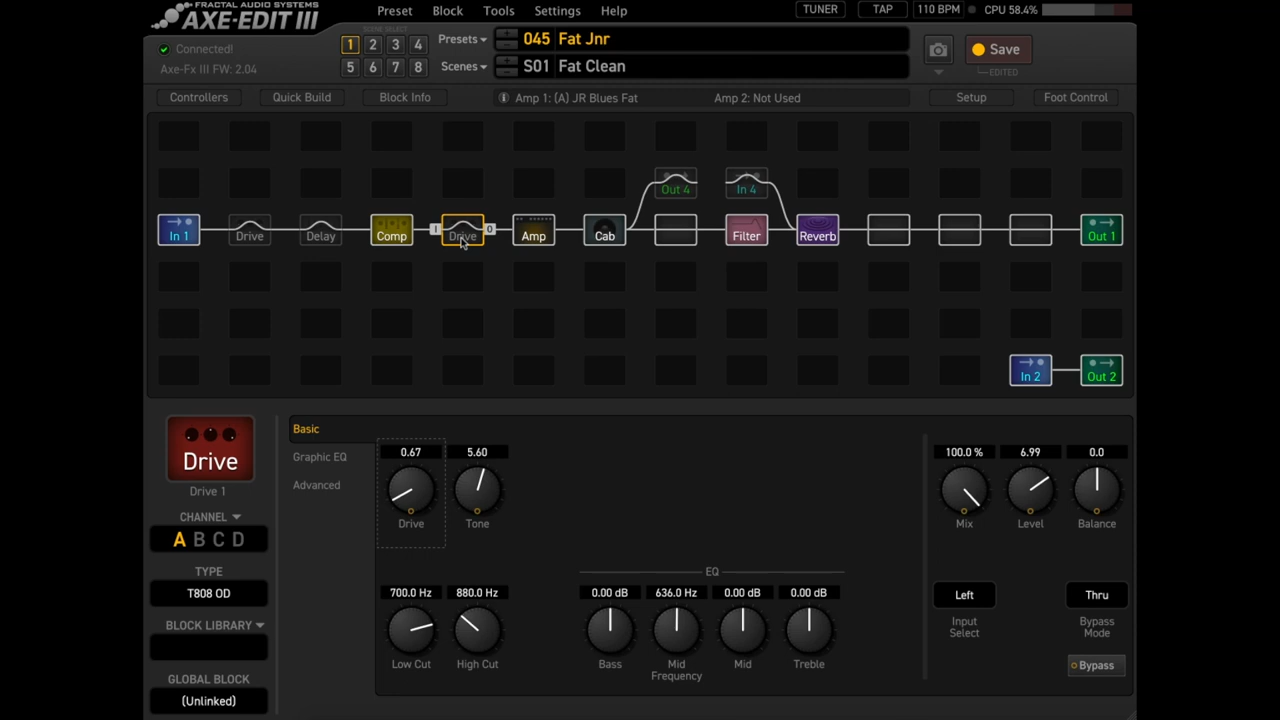 FRACTAL AUDIO SYSTEMS
AXE-EDIT III
Preset Block Tools Settings Help
TUNER TAP 110 BPM CPU 58.4%
SCENE SELECT
1 2 3 4
5 6 7 8
Connected!
Axe-Fx III FW: 2.04
Presets 045 Fat Jnr
Scenes S01 Fat Clean
Save
EDITED
Controllers Quick Build Block Info
Amp 1: (A) JR Blues Fat Amp 2: Not Used
Setup Foot Control
Out 4 In 4
In 1 Drive Delay Comp I Drive O Amp Cab Filter Reverb Out 1
In 2 Out 2
Drive
Drive 1
CHANNEL
A B C D
TYPE
T808 OD
BLOCK LIBRARY
GLOBAL BLOCK
(Unlinked)
Basic
Graphic EQ
Advanced
0.67 5.60
Drive Tone
EQ
700.0 Hz 880.0 Hz 0.00 dB 636.0 Hz 0.00 dB 0.00 dB
Low Cut High Cut Bass Mid Frequency Mid Treble
100.0 % 6.99 0.0
Mix Level Balance
Left Thru
Input Select
Bypass Mode
Bypass